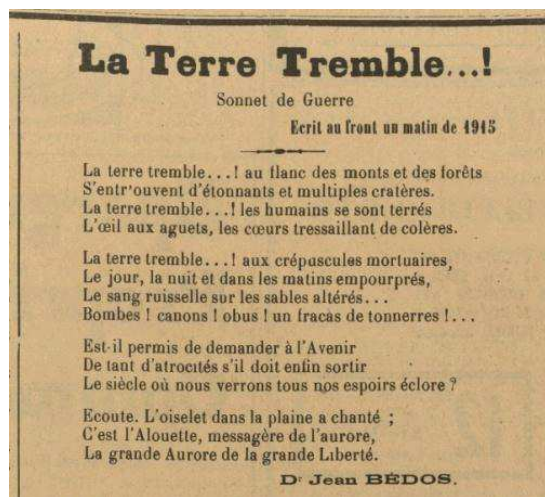 La Terre Tremble...!
Sonnet de Guerre
Ecrit au front un matin de 1915
La terre tremble...! au flanc des monts et des forêts
S'entr'ouvent d'étonnants et multiples cratères.
La terre tremble...! les humains se sont terrés
L'œil aux aguets, les cœurs tressaillant de colères.
La terre tremble...! aux crépuscules mortuaires,
Le jour, la nuit et dans les matins empourprés,
Le sang ruisselle sur les sables altérés...
Bombes ! canons ! obus ! un fracas de tonnerres !...
Est-il permis de demander à l'Avenir
De tant d'atrocités s'il doit enfin sortir
Le siècle où nous verrons tous nos espoirs éclore ?
Ecoute. L'oiselet dans la plaine a chanté ;
C'est l'Alouette, messagère de l'aurore,
La grande Aurore de la grande Liberté.
Dr Jean BÉDOS.